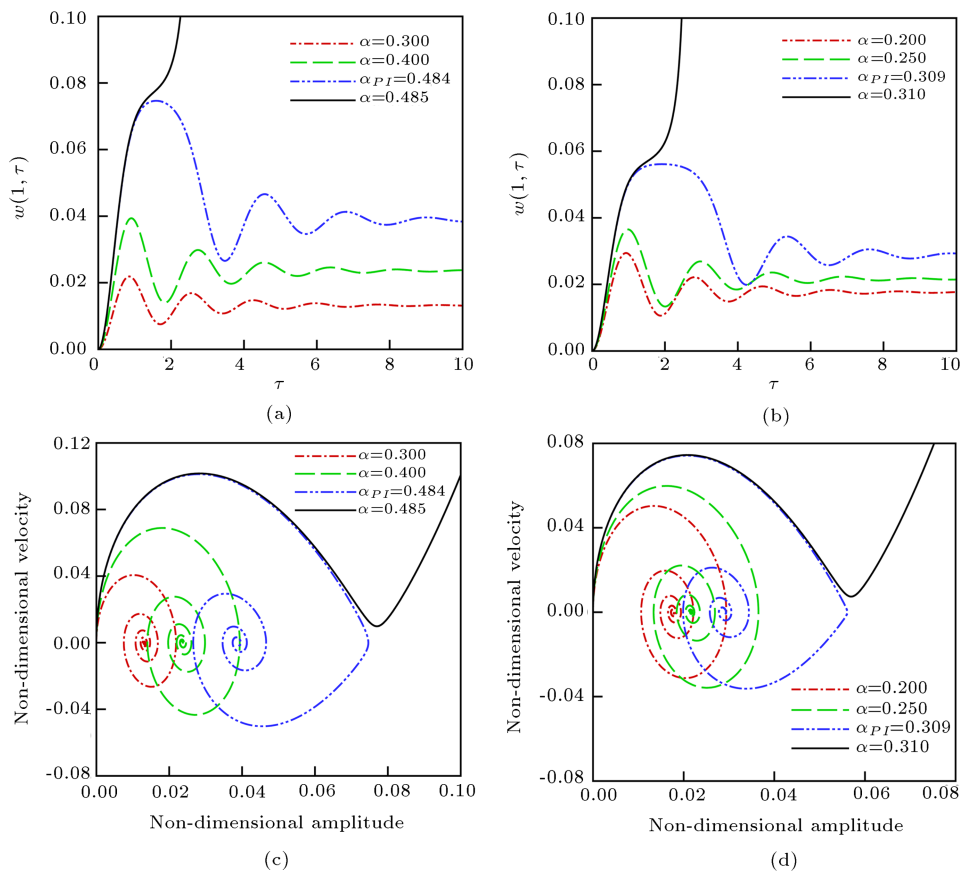 0.10
0.08
0.06
0.04
0.02
0.00
w(1, τ)
0
2
4
6
8
10
τ
α=0.300
α=0.400
α_PI=0.484
α=0.485
(a)
0.10
0.08
0.06
0.04
0.02
0.00
w(1, τ)
0
2
4
6
8
10
τ
α=0.200
α=0.250
α_PI=0.309
α=0.310
(b)
0.12
0.08
0.04
0.00
-0.04
-0.08
Non-dimensional velocity
0.00
0.02
0.04
0.06
0.08
0.10
Non-dimensional amplitude
α=0.300
α=0.400
α_PI=0.484
α=0.485
(c)
0.08
0.04
0.00
-0.04
-0.08
Non-dimensional velocity
0.00
0.02
0.04
0.06
0.08
Non-dimensional amplitude
α=0.200
α=0.250
α_PI=0.309
α=0.310
(d)